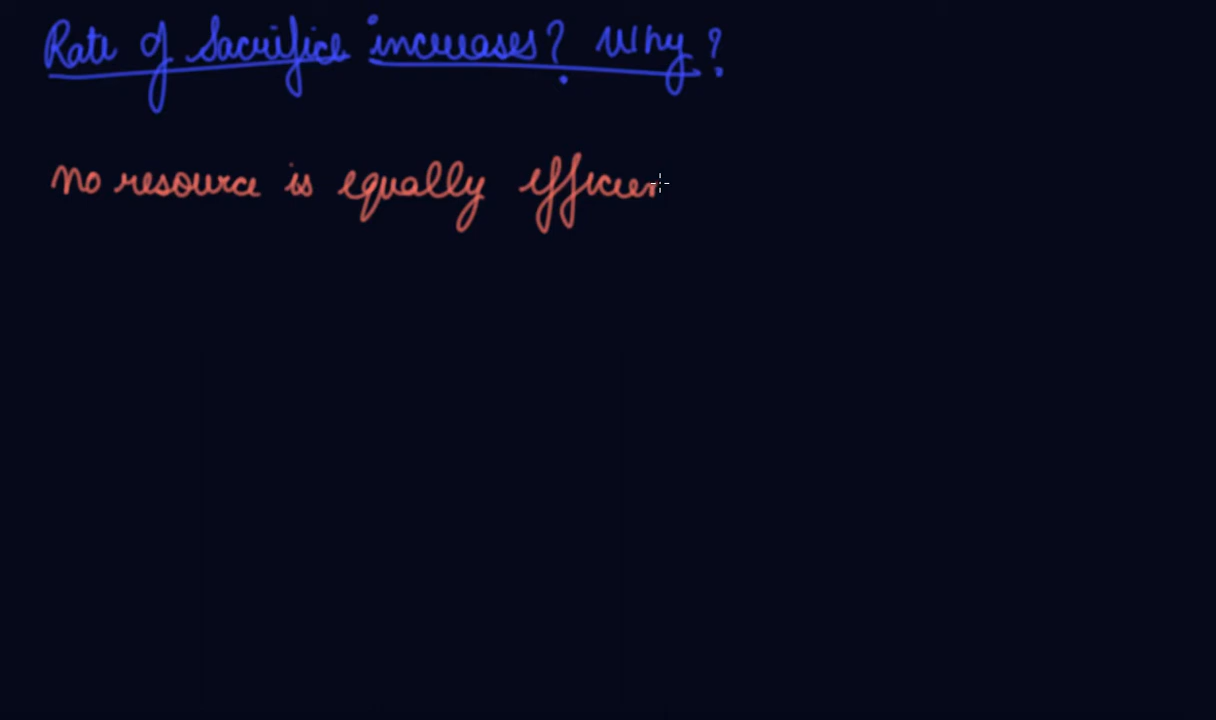 Rate of Sacrifice increases? Why?
No resource is equally efficien